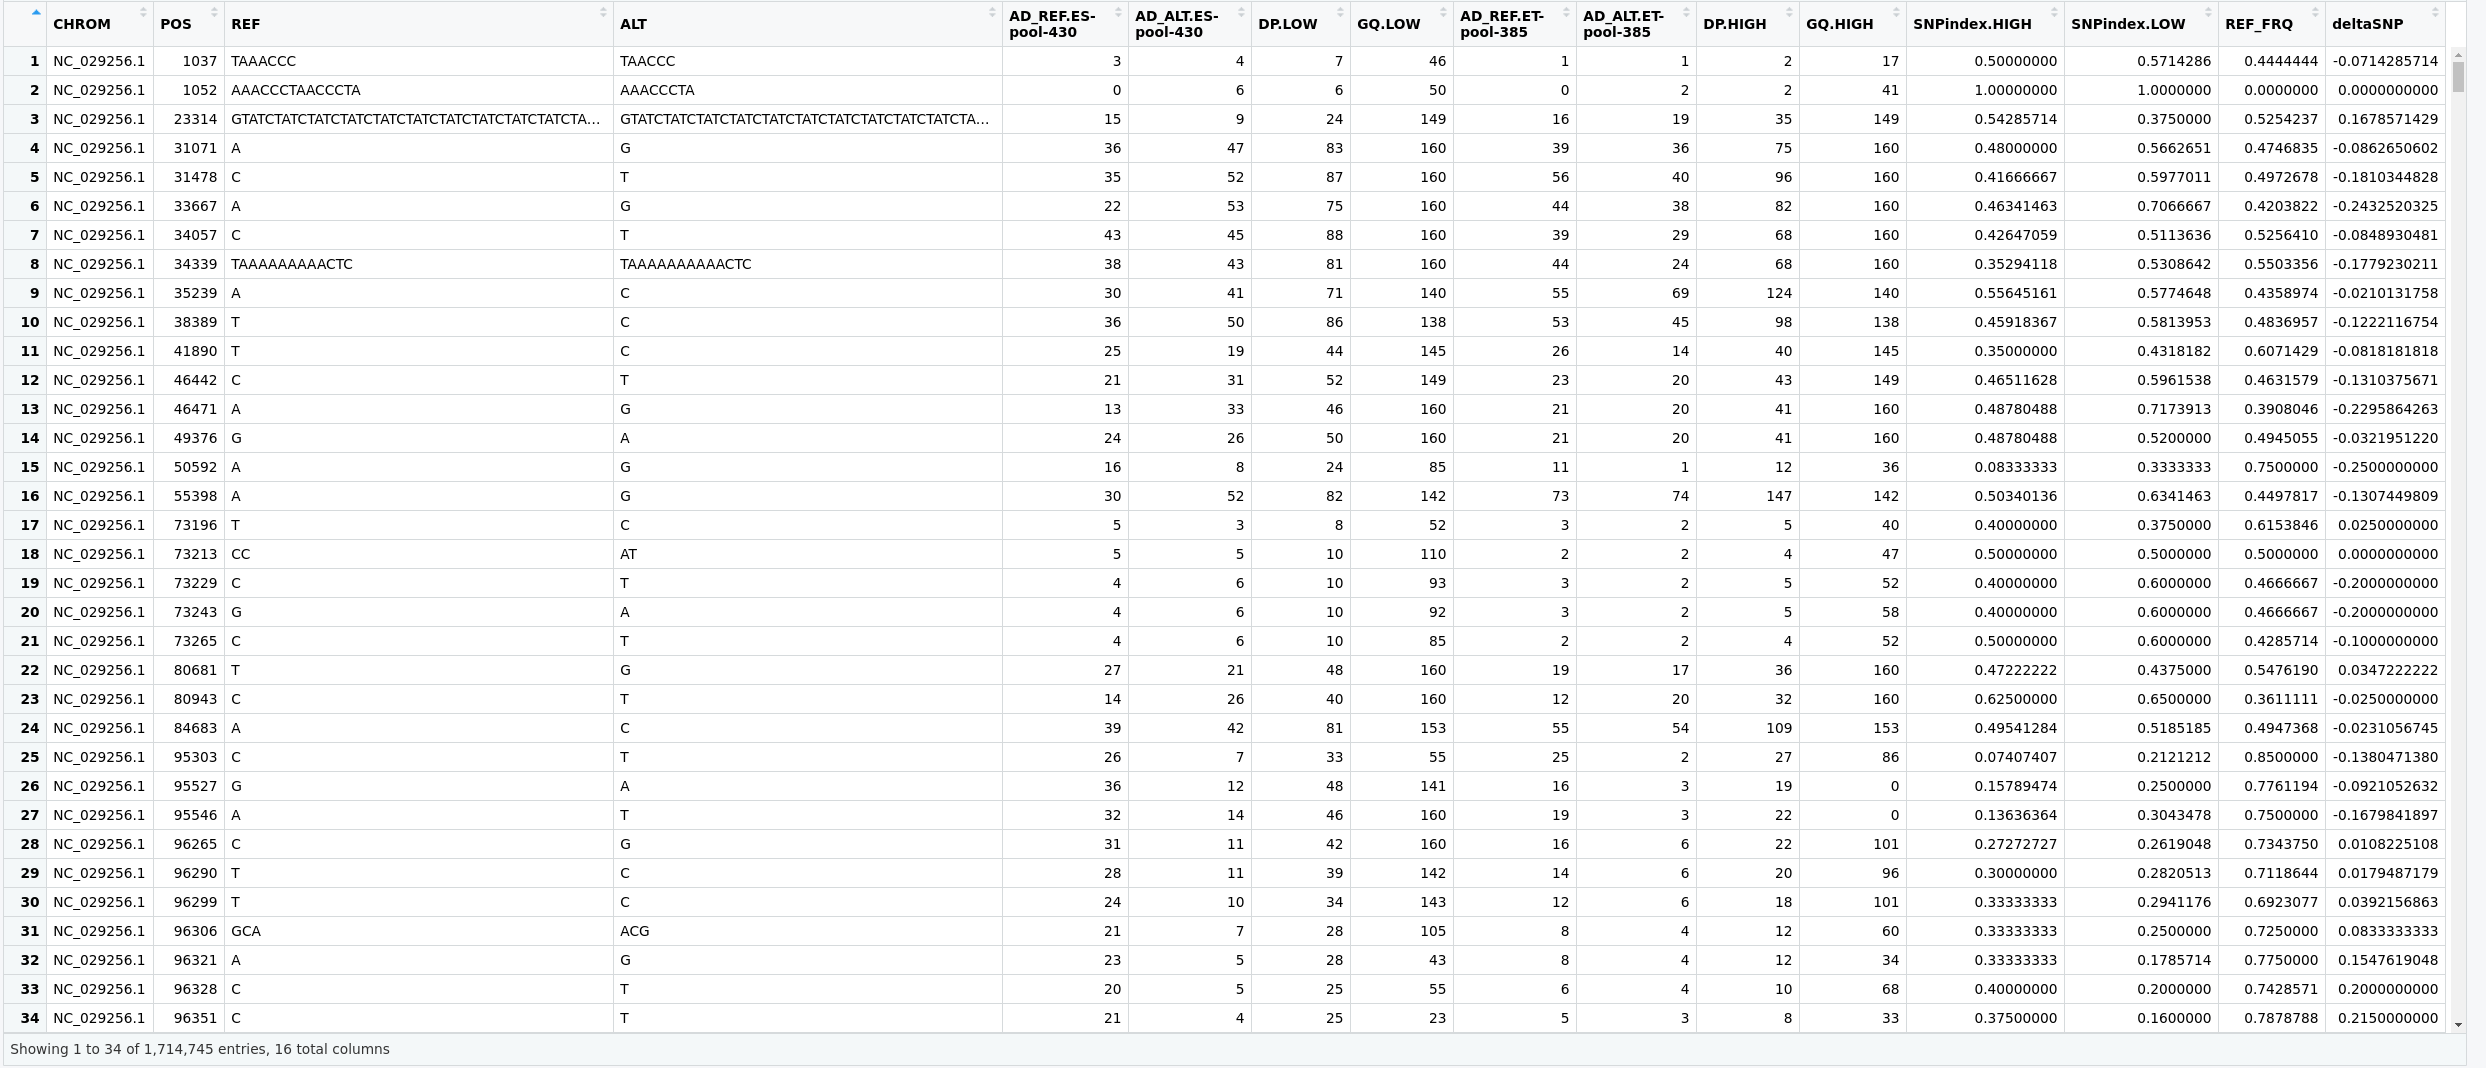 CHROM POS REF ALT AD_REF.ES-pool-430 AD_ALT.ES-pool-430 DP.LOW GQ.LOW AD_REF.ET-pool-385 AD_ALT.ET-pool-385 DP.HIGH GQ.HIGH SNPindex.HIGH SNPindex.LOW REF_FRQ deltaSNP
1 NC_029256.1 1037 TAAACCC TAACCC 3 4 7 46 1 1 2 17 0.50000000 0.5714286 0.4444444 -0.0714285714
2 NC_029256.1 1052 AAACCCTAACCCTA AAACCCTA 0 6 6 50 0 2 2 41 1.00000000 1.0000000 0.0000000 0.0000000000
3 NC_029256.1 23314 GTATCTATCTATCTATCTATCTATCTATCTATCTATCTATCTA... GTATCTATCTATCTATCTATCTATCTATCTATCTATCTATCTA... 15 9 24 149 16 19 35 149 0.54285714 0.3750000 0.5254237 0.1678571429
4 NC_029256.1 31071 A G 36 47 83 160 39 36 75 160 0.48000000 0.5662651 0.4746835 -0.0862650602
5 NC_029256.1 31478 C T 35 52 87 160 56 40 96 160 0.41666667 0.5977011 0.4972678 -0.1810344828
6 NC_029256.1 33667 A G 22 53 75 160 44 38 82 160 0.46341463 0.7066667 0.4203822 -0.2432520325
7 NC_029256.1 34057 C T 43 45 88 160 39 29 68 160 0.42647059 0.5113636 0.5256410 -0.0848930481
8 NC_029256.1 34339 TAAAAAAAAACTC TAAAAAAAAAACTC 38 43 81 160 44 24 68 160 0.35294118 0.5308642 0.5503356 -0.1779230211
9 NC_029256.1 35239 A C 30 41 71 140 55 69 124 140 0.55645161 0.5774648 0.4358974 -0.0210131758
10 NC_029256.1 38389 T C 36 50 86 138 53 45 98 138 0.45918367 0.5813953 0.4836957 -0.1222116754
11 NC_029256.1 41890 T C 25 19 44 145 26 14 40 145 0.35000000 0.4318182 0.6071429 -0.0818181818
12 NC_029256.1 46442 C T 21 31 52 149 23 20 43 149 0.46511628 0.5961538 0.4631579 -0.1310375671
13 NC_029256.1 46471 A G 13 33 46 160 21 20 41 160 0.48780488 0.7173913 0.3908046 -0.2295864263
14 NC_029256.1 49376 G A 24 26 50 160 21 20 41 160 0.48780488 0.5200000 0.4945055 -0.0321951220
15 NC_029256.1 50592 A G 16 8 24 85 11 1 12 36 0.08333333 0.3333333 0.7500000 -0.2500000000
16 NC_029256.1 55398 A G 30 52 82 142 73 74 147 142 0.50340136 0.6341463 0.4497817 -0.1307449809
17 NC_029256.1 73196 T C 5 3 8 52 3 2 5 40 0.40000000 0.3750000 0.6153846 0.0250000000
18 NC_029256.1 73213 CC AT 5 5 10 110 2 2 4 47 0.50000000 0.5000000 0.5000000 0.0000000000
19 NC_029256.1 73229 C T 4 6 10 93 3 2 5 52 0.40000000 0.6000000 0.4666667 -0.2000000000
20 NC_029256.1 73243 G A 4 6 10 92 3 2 5 58 0.40000000 0.6000000 0.4666667 -0.2000000000
21 NC_029256.1 73265 C T 4 6 10 85 2 2 4 52 0.50000000 0.6000000 0.4285714 -0.1000000000
22 NC_029256.1 80681 T G 27 21 48 160 19 17 36 160 0.47222222 0.4375000 0.5476190 0.0347222222
23 NC_029256.1 80943 C T 14 26 40 160 12 20 32 160 0.62500000 0.6500000 0.3611111 -0.0250000000
24 NC_029256.1 84683 A C 39 42 81 153 55 54 109 153 0.49541284 0.5185185 0.4947368 -0.0231056745
25 NC_029256.1 95303 C T 26 7 33 55 25 2 27 86 0.07407407 0.2121212 0.8500000 -0.1380471380
26 NC_029256.1 95527 G A 36 12 48 141 16 3 19 0 0.15789474 0.2500000 0.7761194 -0.0921052632
27 NC_029256.1 95546 A T 32 14 46 160 19 3 22 0 0.13636364 0.3043478 0.7500000 -0.1679841897
28 NC_029256.1 96265 C G 31 11 42 160 16 6 22 101 0.27272727 0.2619048 0.7343750 0.0108225108
29 NC_029256.1 96290 T C 28 11 39 142 14 6 20 96 0.30000000 0.2820513 0.7118644 0.0179487179
30 NC_029256.1 96299 T C 24 10 34 143 12 6 18 101 0.33333333 0.2941176 0.6923077 0.0392156863
31 NC_029256.1 96306 GCA ACG 21 7 28 105 8 4 12 60 0.33333333 0.2500000 0.7250000 0.0833333333
32 NC_029256.1 96321 A G 23 5 28 43 8 4 12 34 0.33333333 0.1785714 0.7750000 0.1547619048
33 NC_029256.1 96328 C T 20 5 25 55 6 4 10 68 0.40000000 0.2000000 0.7428571 0.2000000000
34 NC_029256.1 96351 C T 21 4 25 23 5 3 8 33 0.37500000 0.1600000 0.7878788 0.2150000000
Showing 1 to 34 of 1,714,745 entries, 16 total columns